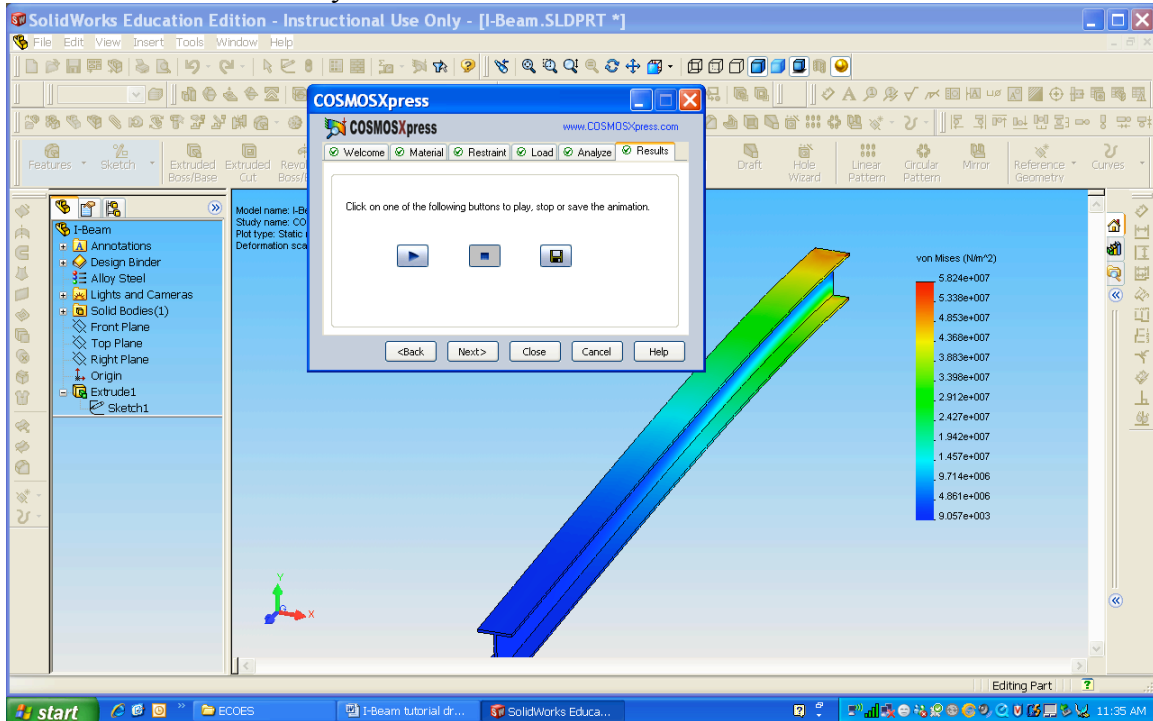 SolidWorks Education Edition - Instructional Use Only - [I-Beam.SLDPRT *]
File Edit View Insert Tools Window Help
COSMOSXpress
COSMOSXpress www.COSMOSXpress.com
Welcome Material Restraint Load Analyze Results
Features Sketch Extruded Boss/Base Extruded Cut Draft Hole Wizard Linear Pattern Circular Pattern Mirror Reference Geometry Curves
Click on one of the following buttons to play, stop or save the animation.
<Back Next> Close Cancel Help
I-Beam
Annotations
Design Binder
Alloy Steel
Lights and Cameras
Solid Bodies(1)
Front Plane
Top Plane
Right Plane
Origin
Extrude1
Sketch1
Model name: I-Be
Study name: CO
Plot type: Static
Deformation sca
von Mises (N/m^2)
5.824e+007
5.338e+007
4.853e+007
4.368e+007
3.883e+007
3.398e+007
2.912e+007
2.427e+007
1.942e+007
1.457e+007
9.714e+006
4.861e+006
9.057e+003
Y
X
Editing Part
start ECOES I-Beam tutorial dr... SolidWorks Educa... 11:35 AM